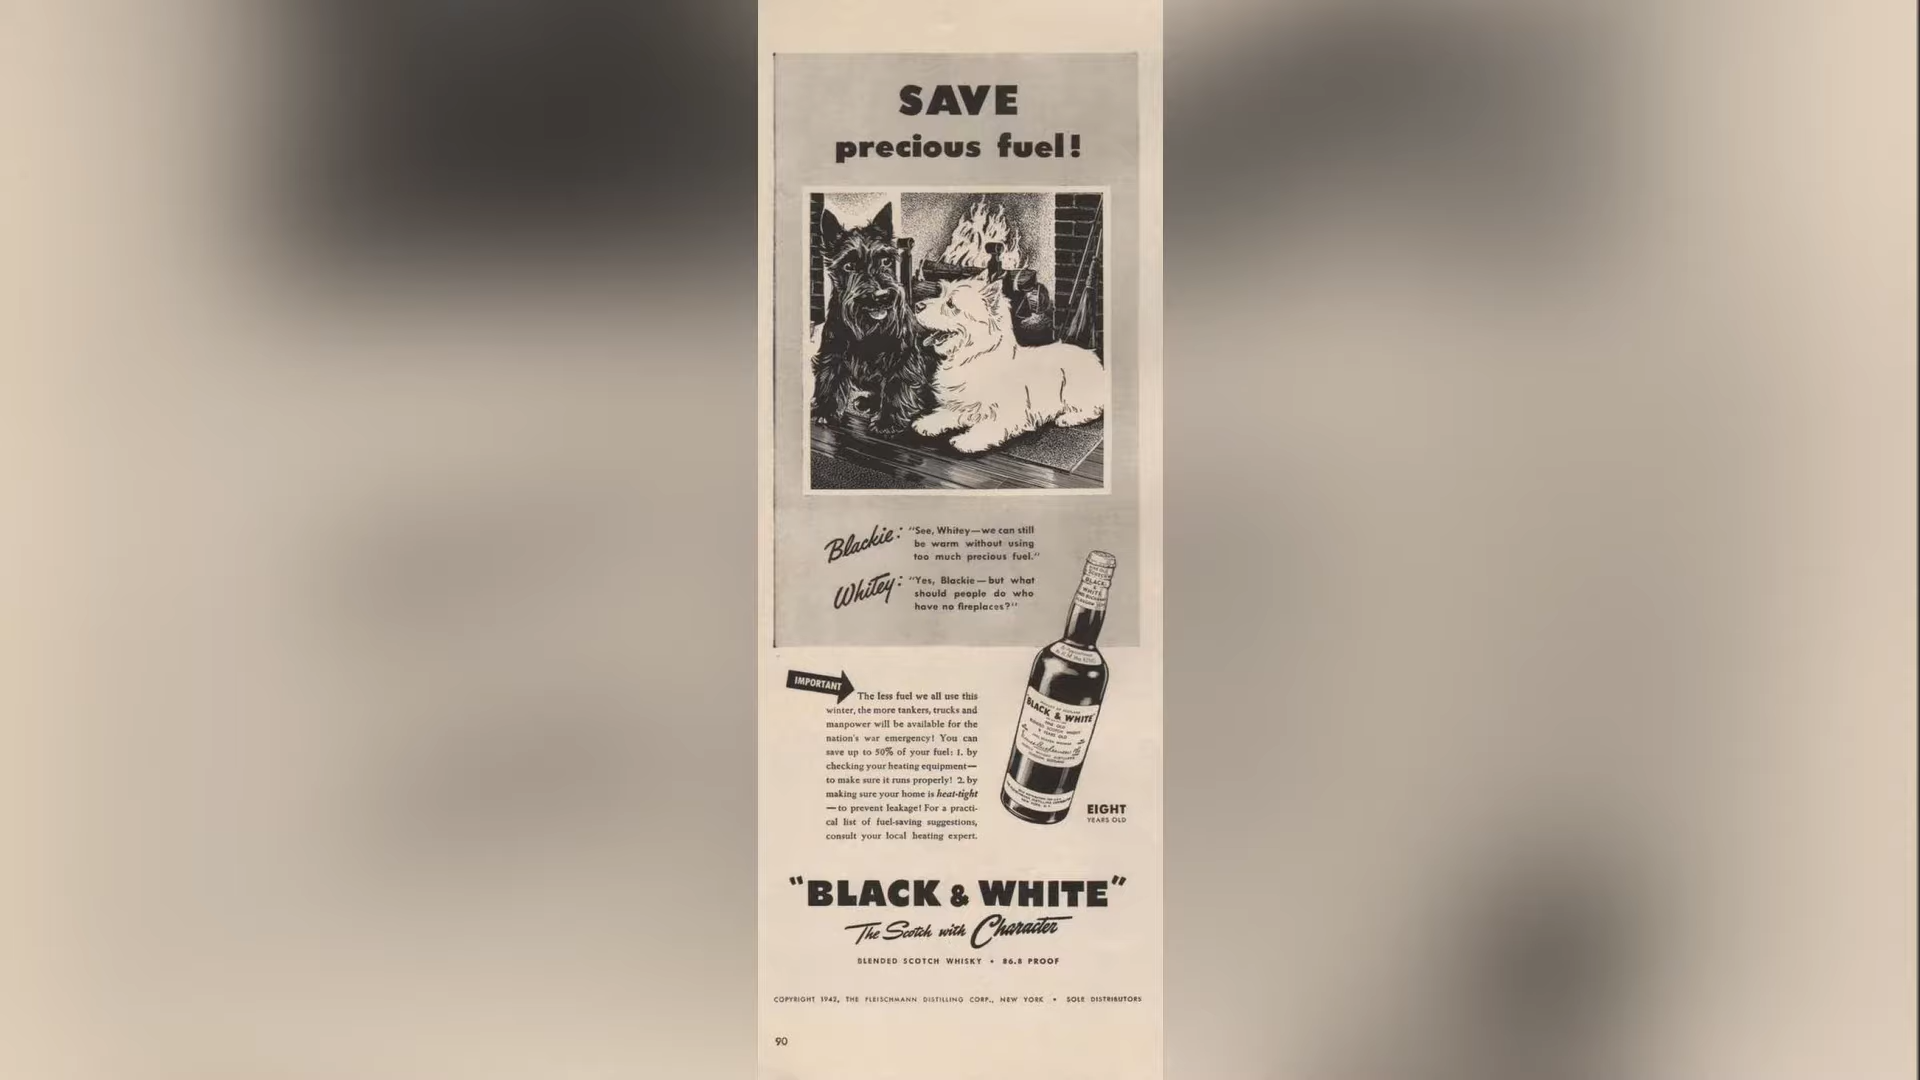 SAVE
precious fuel!
Blackie: "See, Whitey—we can still
be warm without using
too much precious fuel."
Whitey: "Yes, Blackie—but what
should people do who
have no fireplaces?"
IMPORTANT
The less fuel we all use this
winter, the more tankers, trucks and
manpower will be available for the
nation's war emergency! You can
save up to 50% of your fuel: 1. by
checking your heating equipment—
to make sure it runs properly! 2. by
making sure your home is heat-tight
—to prevent leakage! For a practi-
cal list of fuel-saving suggestions,
consult your local heating expert.
BLACK
&
WHITE
BLACK & WHITE
EIGHT
YEARS OLD
"BLACK & WHITE"
The Scotch with Character
BLENDED SCOTCH WHISKY • 86.8 PROOF
COPYRIGHT 1942, THE FLEISCHMANN DISTILLING CORP., NEW YORK • SOLE DISTRIBUTORS
90